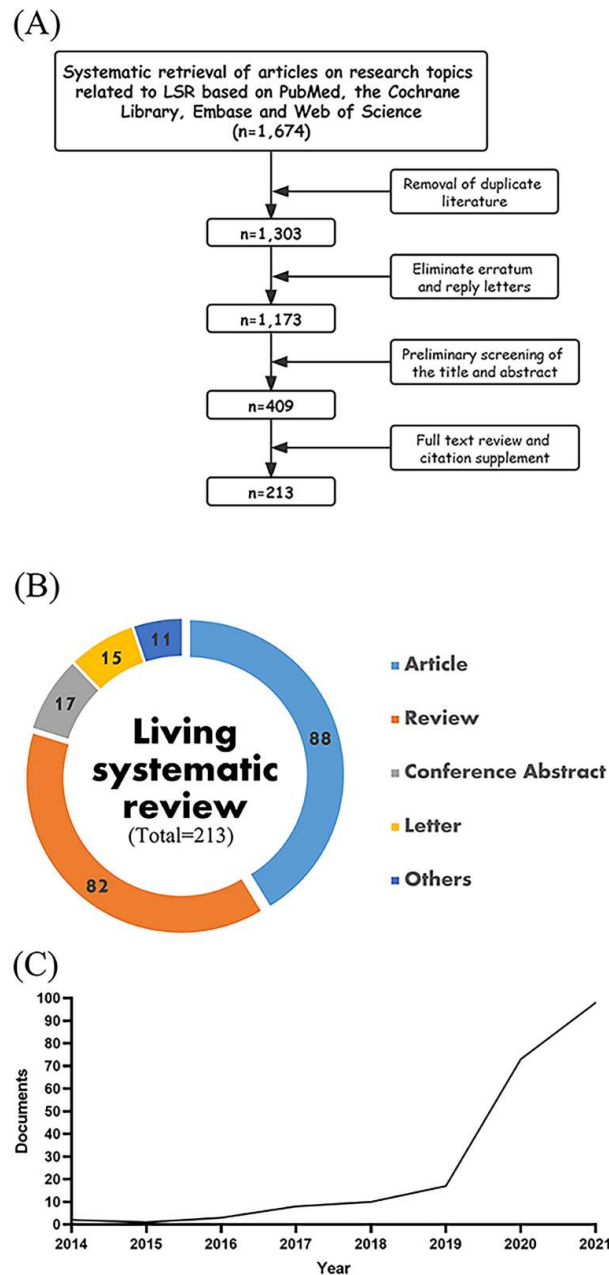 (A)
Systematic retrieval of articles on research topics
related to LSR based on PubMed, the Cochrane
Library, Embase and Web of Science
(n=1,674)
Removal of duplicate
literature
n=1,303
Eliminate erratum
and reply letters
n=1,173
Preliminary screening of
the title and abstract
n=409
Full text review and
citation supplement
n=213
(B)
11
15
17
88
82
Living
systematic
review
(Total=213)
Article
Review
Conference Abstract
Letter
Others
(C)
100
90
80
70
60
50
40
30
20
10
0
Documents
2014 2015 2016 2017 2018 2019 2020 2021
Year